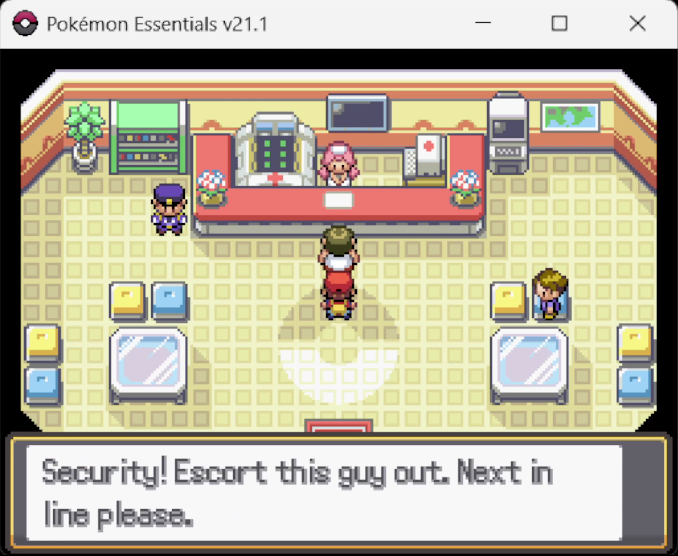 Pokémon Essentials v21.1
Security! Escort this guy out. Next in
line please.